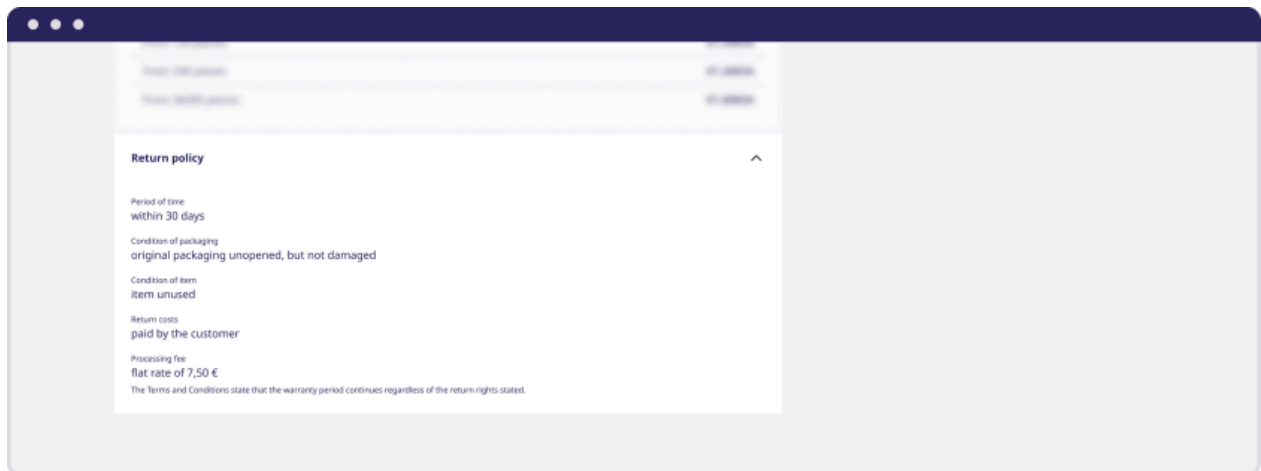 Return policy
Period of time
within 30 days
Condition of packaging
original packaging unopened, but not damaged
Condition of item
item unused
Return costs
paid by the customer
Processing fee
flat rate of 7,50 €
The Terms and Conditions state that the warranty period continues regardless of the return rights stated.